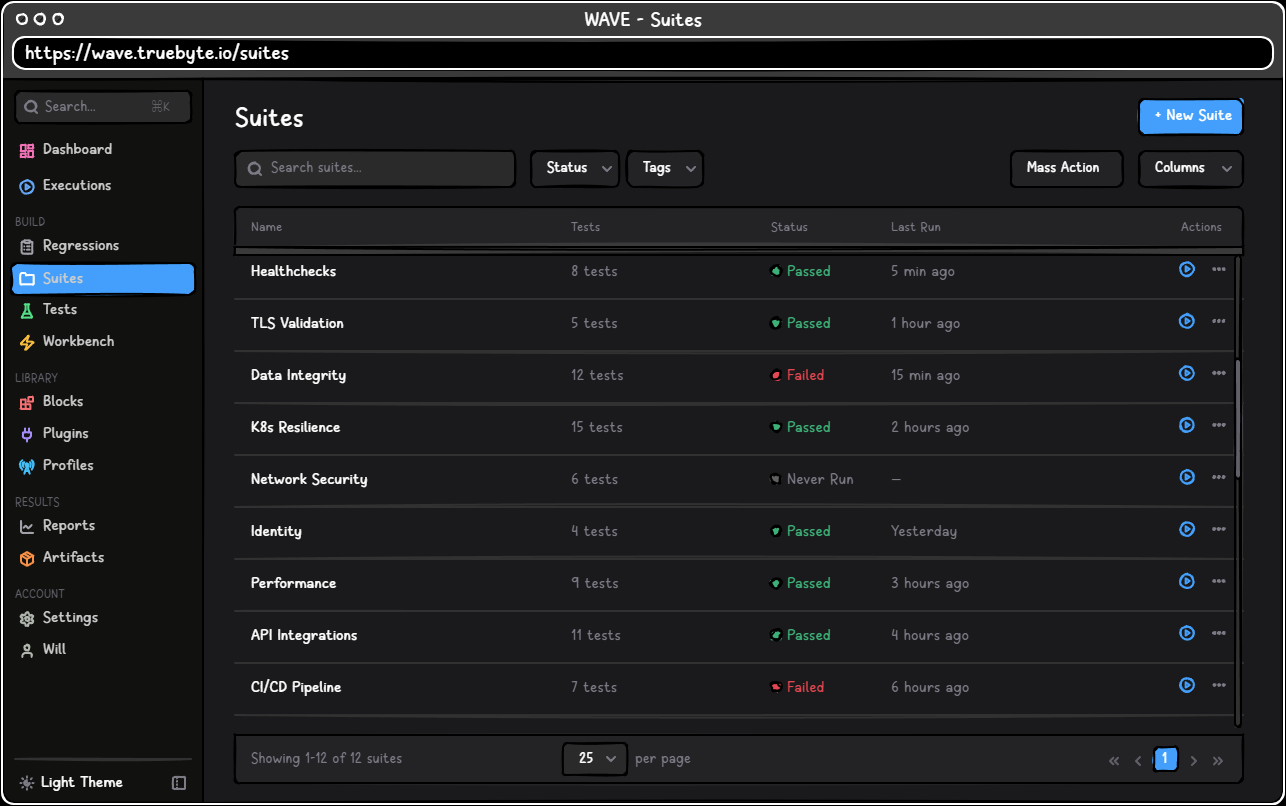 WAVE - Suites
https://wave.truebyte.io/suites
Search... ⌘K
Dashboard
Executions
BUILD
Regressions
Suites
Tests
Workbench
LIBRARY
Blocks
Plugins
Profiles
RESULTS
Reports
Artifacts
ACCOUNT
Settings
Will
Light Theme
Suites
+ New Suite
Search suites...
Status
Tags
Mass Action
Columns
Name Tests Status Last Run Actions
Healthchecks 8 tests Passed 5 min ago
TLS Validation 5 tests Passed 1 hour ago
Data Integrity 12 tests Failed 15 min ago
K8s Resilience 15 tests Passed 2 hours ago
Network Security 6 tests Never Run —
Identity 4 tests Passed Yesterday
Performance 9 tests Passed 3 hours ago
API Integrations 11 tests Passed 4 hours ago
CI/CD Pipeline 7 tests Failed 6 hours ago
Showing 1-12 of 12 suites 25 per page « ‹ 1 › »